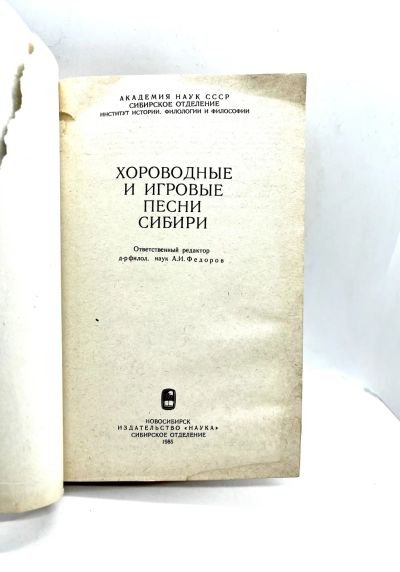 АКАДЕМИЯ НАУК СССР
СИБИРСКОЕ ОТДЕЛЕНИЕ
ИНСТИТУТ ИСТОРИИ, ФИЛОЛОГИИ И ФИЛОСОФИИ
ХОРОВОДНЫЕ
И ИГРОВЫЕ
ПЕСНИ
СИБИРИ
Ответственный редактор
д-р филол. наук А.И.Федоров
НОВОСИБИРСК
ИЗДАТЕЛЬСТВО «НАУКА»
СИБИРСКОЕ ОТДЕЛЕНИЕ
1985